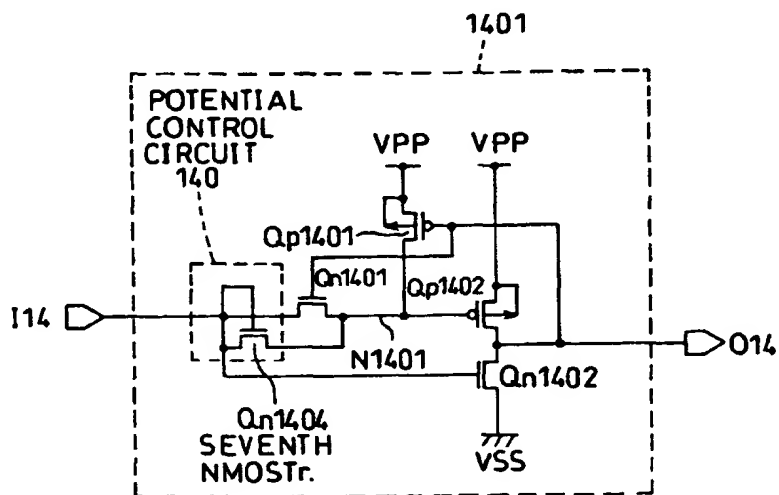 1401
POTENTIAL
CONTROL
CIRCUIT
140
VPP
VPP
Qp1401
Qn1401
Qp1402
I14
N1401
O14
Qn1402
Qn1404
SEVENTH
NMOSTr.
VSS